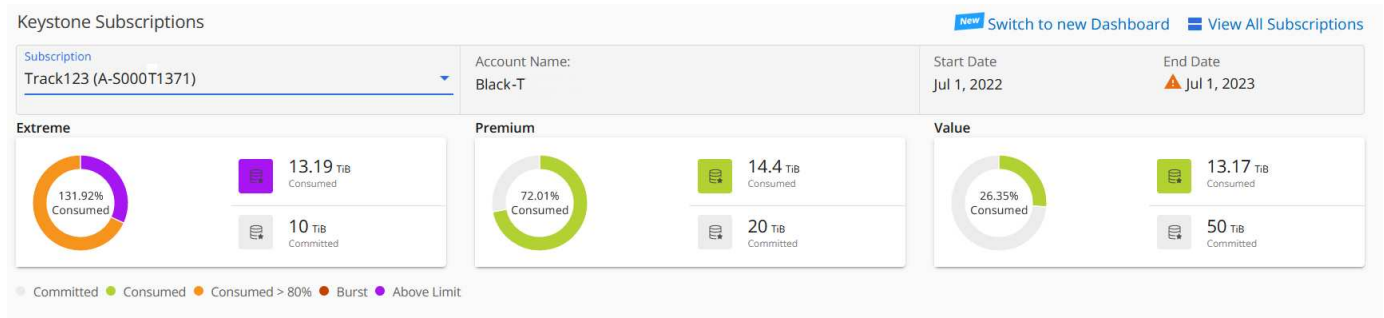 Keystone Subscriptions
New Switch to new Dashboard View All Subscriptions
Subscription
Track123 (A-S000T1371)
Account Name:
Black-T
Start Date
Jul 1, 2022
End Date
Jul 1, 2023
Extreme
131.92%
Consumed
13.19 TiB
Consumed
10 TiB
Committed
Premium
72.01%
Consumed
14.4 TiB
Consumed
20 TiB
Committed
Value
26.35%
Consumed
13.17 TiB
Consumed
50 TiB
Committed
Committed Consumed Consumed > 80% Burst Above Limit